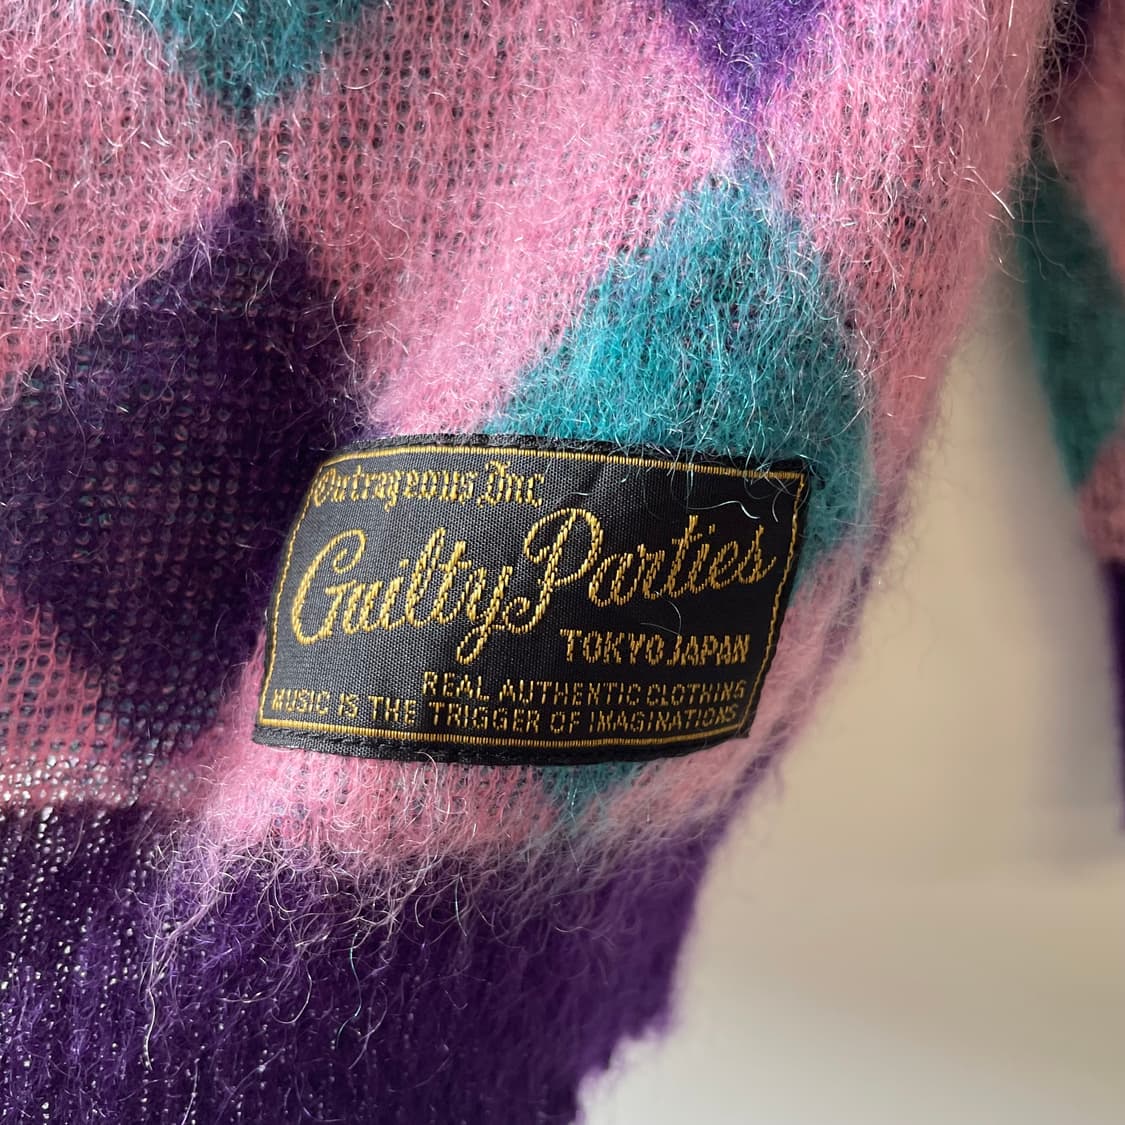 Outrageous Inc
Guilty Parties
TOKYO JAPAN
REAL AUTHENTIC CLOTHING
MUSIC IS THE TRIGGER OF IMAGINATIONS